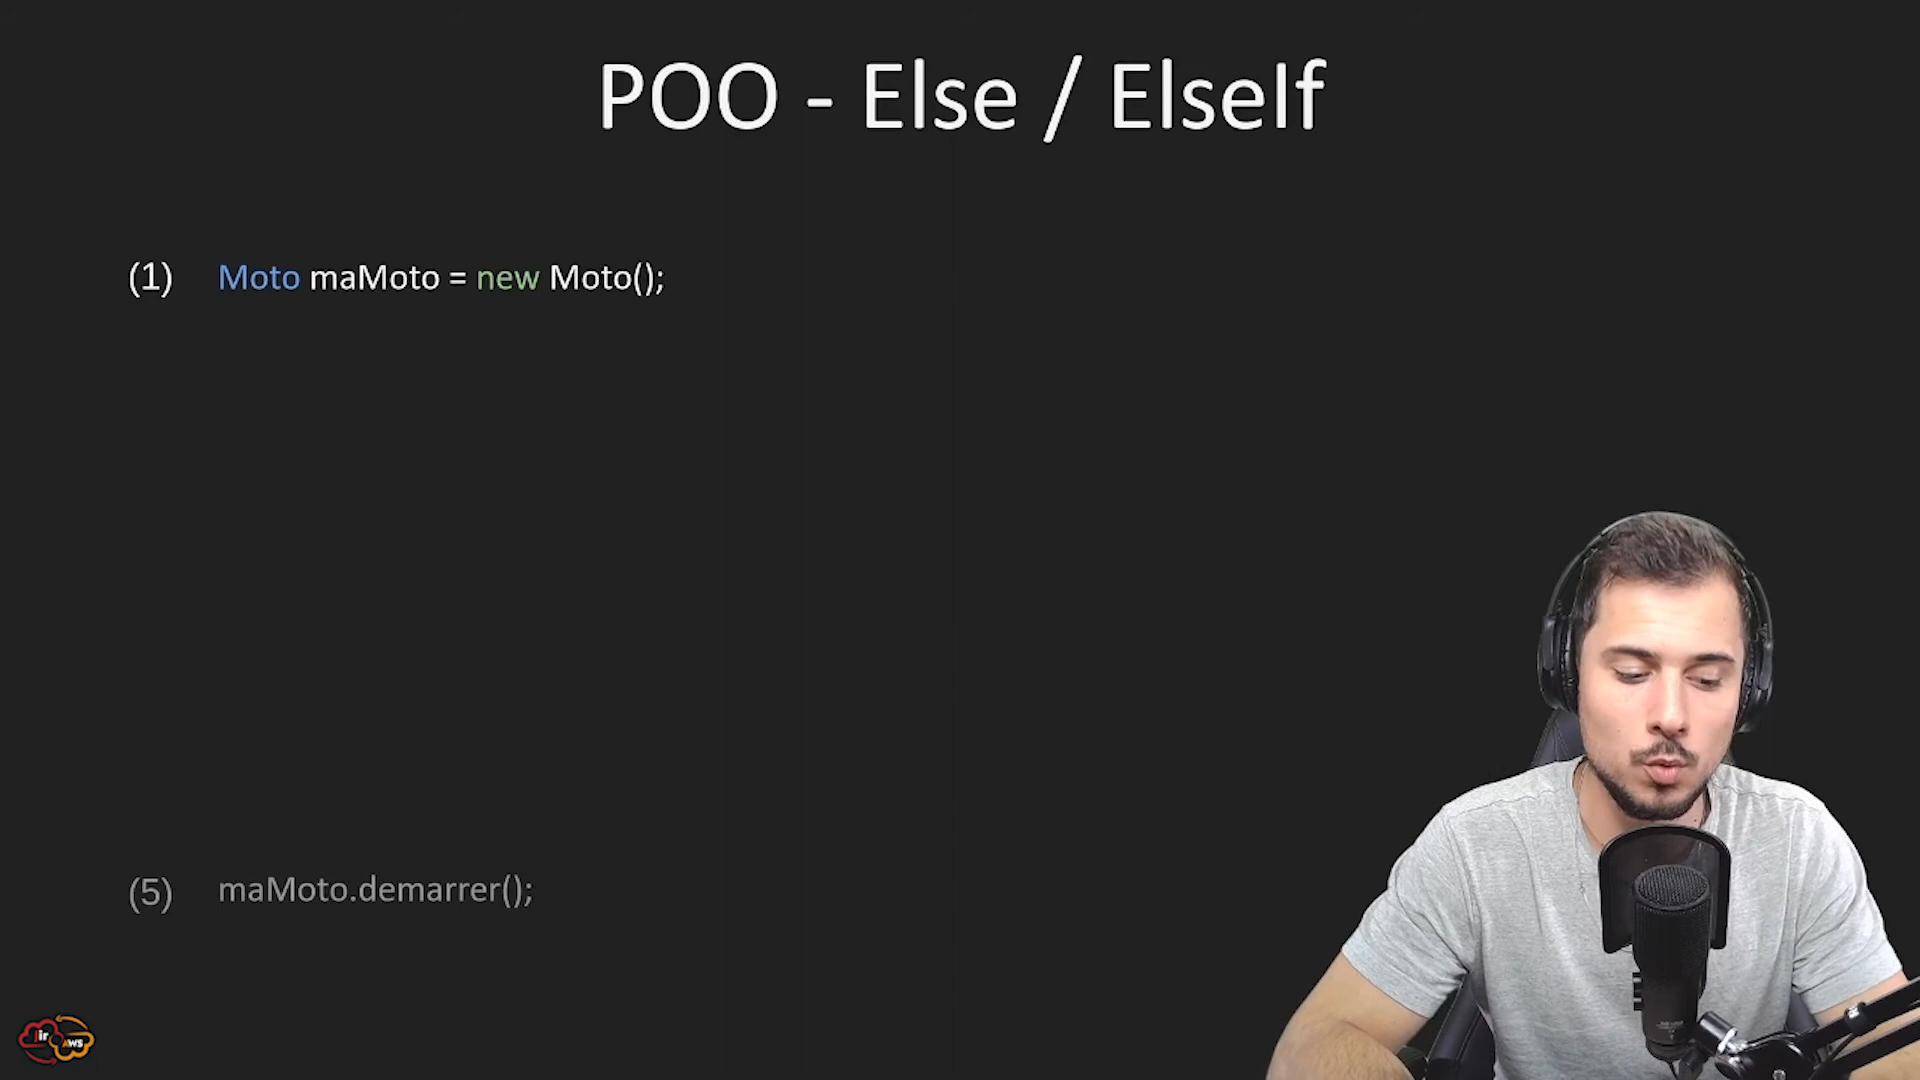 POO - Else / ElseIf
(1) Moto maMoto = new Moto();
(5) maMoto.demarrer();